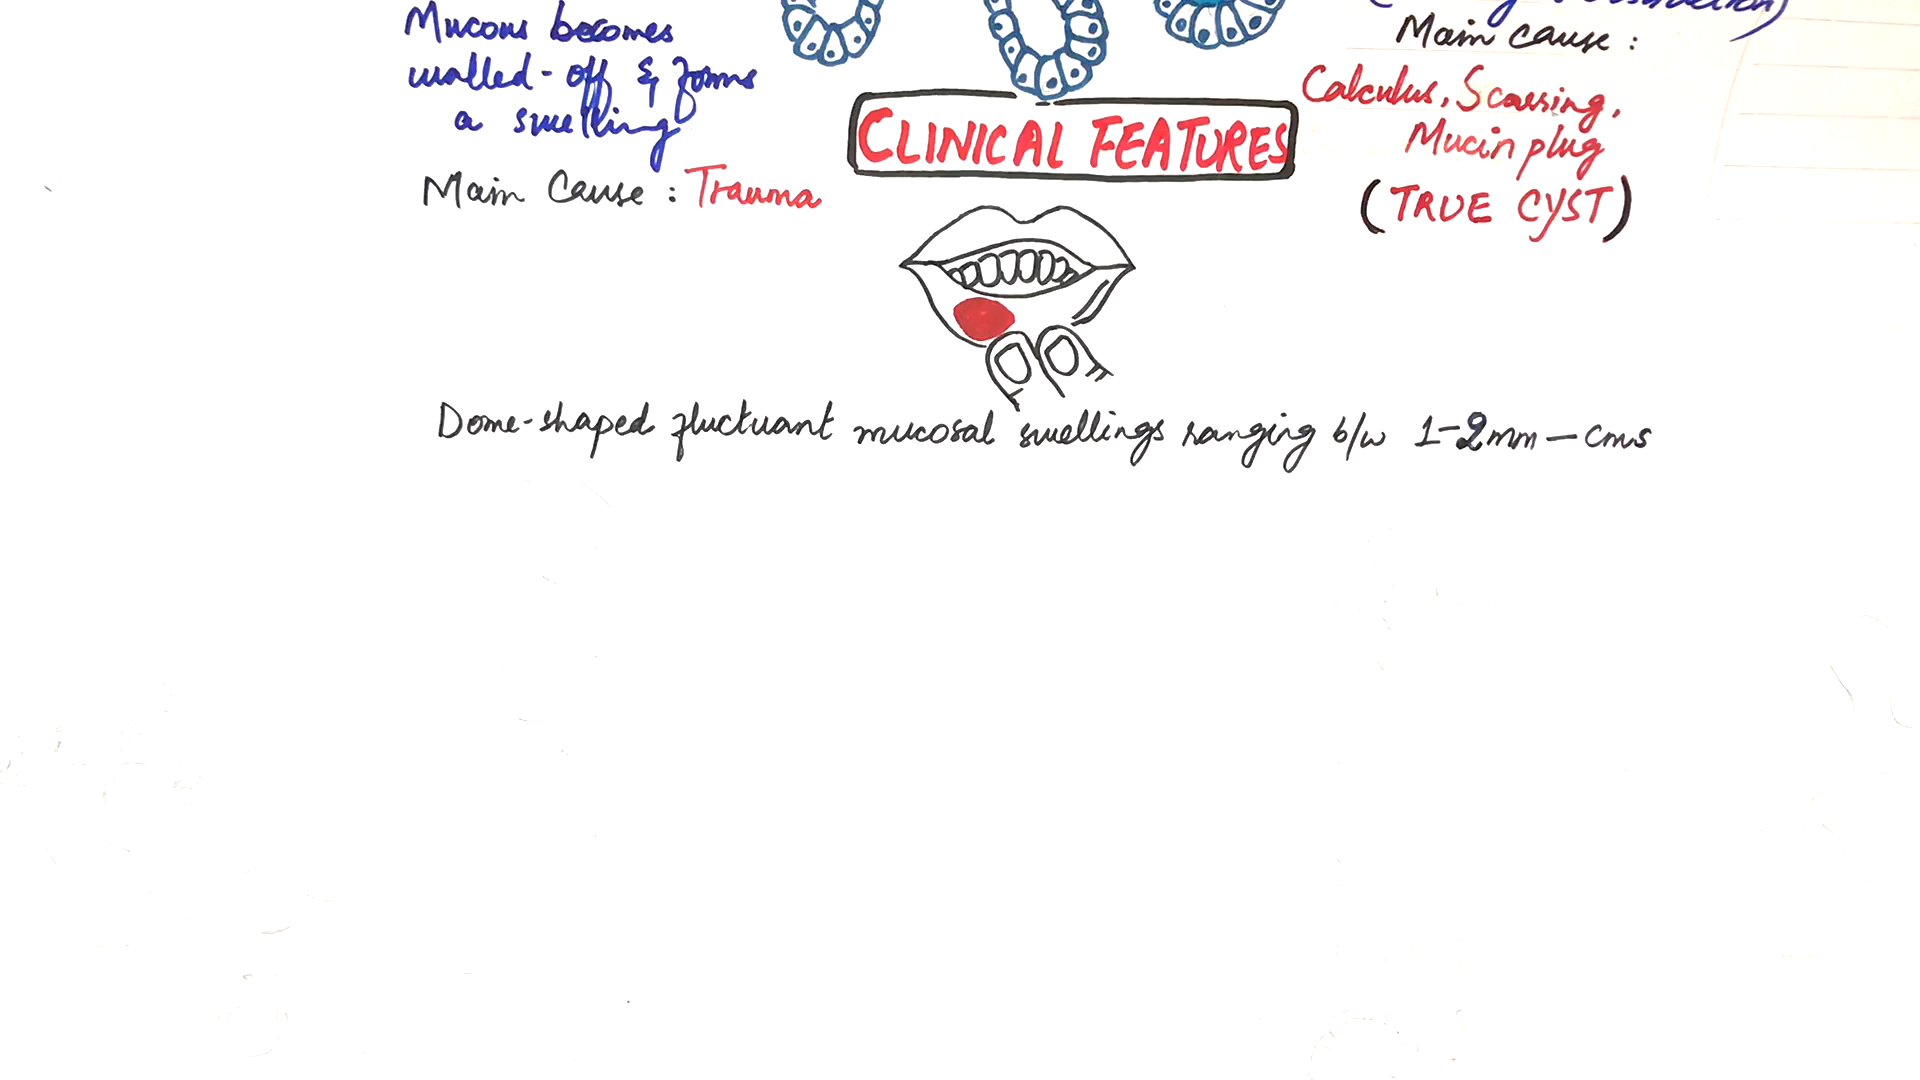 Mucous becomes
walled-off & forms
a swelling
Main Cause : Trauma
Main cause :
Calculus, Scarring,
Mucin plug
(TRUE CYST)
CLINICAL FEATURES
Dome-shaped fluctuant mucosal swellings ranging b/w 1-2mm – cms